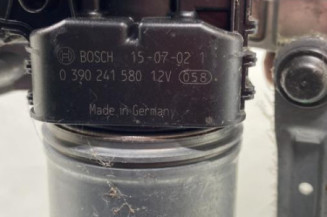 BOSCH 15-07-02 1
0 390 241 580 12V 058
Made in Germany